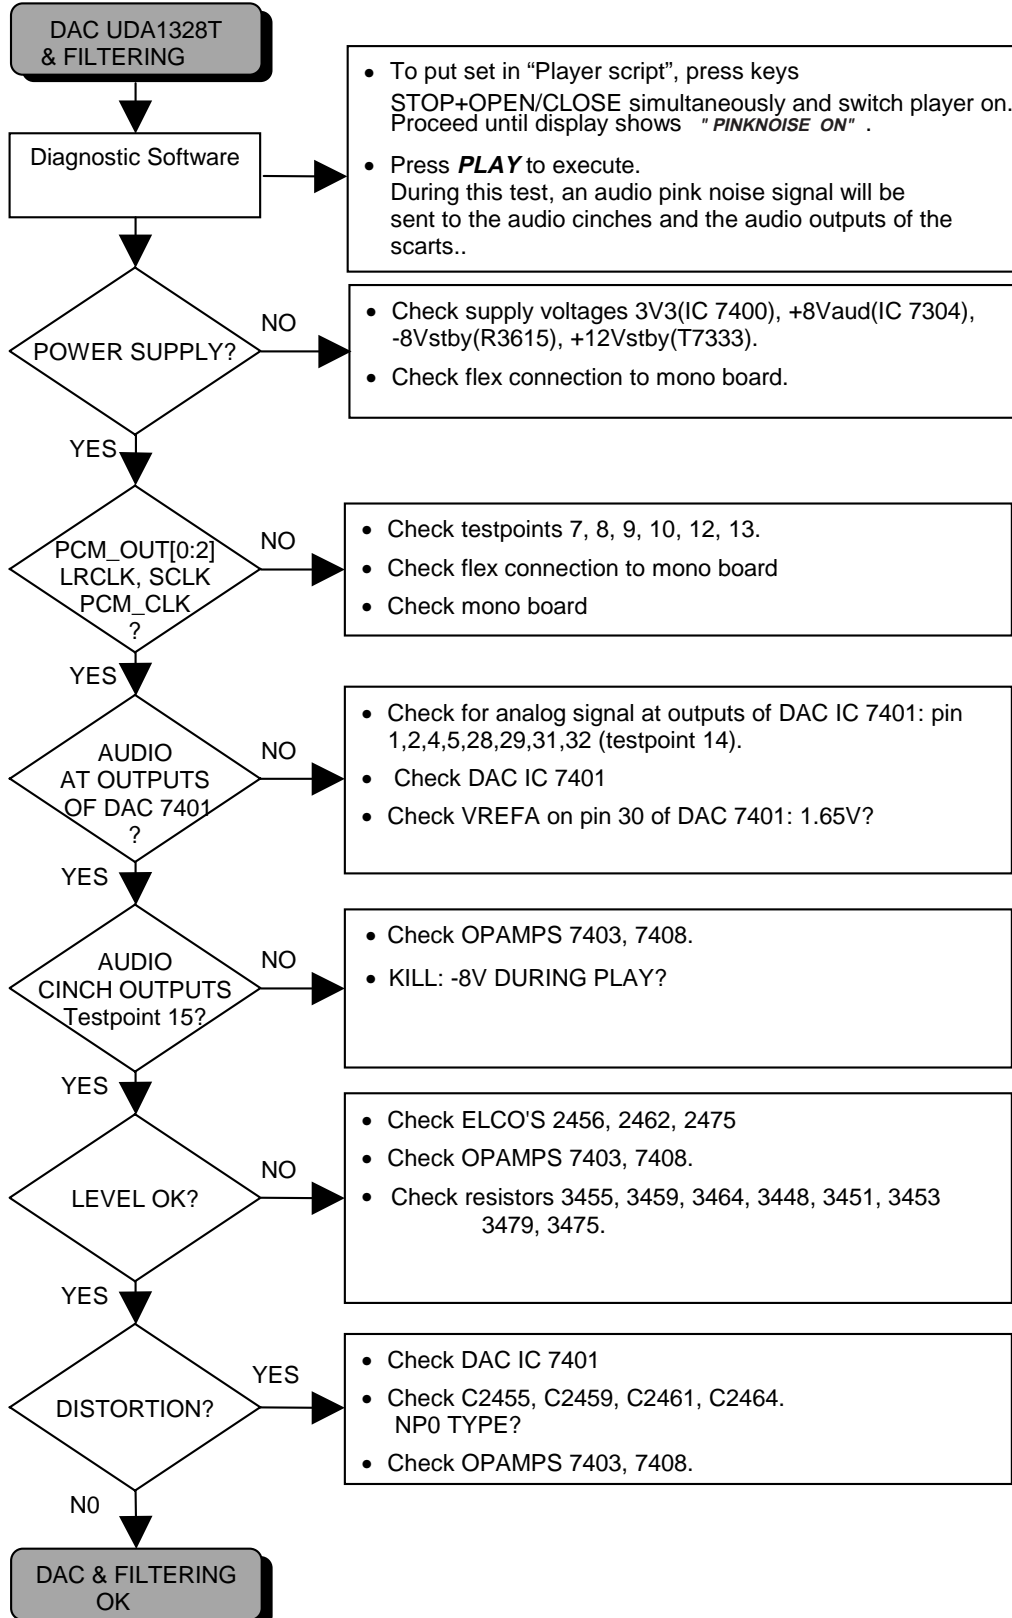 DAC UDA1328T
& FILTERING
• To put set in “Player script”, press keys
STOP+OPEN/CLOSE simultaneously and switch player on.
Proceed until display shows " PINKNOISE ON" .
• Press PLAY to execute.
During this test, an audio pink noise signal will be
sent to the audio cinches and the audio outputs of the
scarts..
Diagnostic Software
POWER SUPPLY?
NO
• Check supply voltages 3V3(IC 7400), +8Vaud(IC 7304),
-8Vstby(R3615), +12Vstby(T7333).
• Check flex connection to mono board.
YES
PCM_OUT[0:2]
LRCLK, SCLK
PCM_CLK
?
NO
• Check testpoints 7, 8, 9, 10, 12, 13.
• Check flex connection to mono board
• Check mono board
YES
AUDIO
AT OUTPUTS
OF DAC 7401
?
NO
• Check for analog signal at outputs of DAC IC 7401: pin
1,2,4,5,28,29,31,32 (testpoint 14).
• Check DAC IC 7401
• Check VREFA on pin 30 of DAC 7401: 1.65V?
YES
AUDIO
CINCH OUTPUTS
Testpoint 15?
NO
• Check OPAMPS 7403, 7408.
• KILL: -8V DURING PLAY?
YES
LEVEL OK?
NO
• Check ELCO'S 2456, 2462, 2475
• Check OPAMPS 7403, 7408.
• Check resistors 3455, 3459, 3464, 3448, 3451, 3453
3479, 3475.
YES
DISTORTION?
YES
• Check DAC IC 7401
• Check C2455, C2459, C2461, C2464.
NP0 TYPE?
• Check OPAMPS 7403, 7408.
N0
DAC & FILTERING
OK